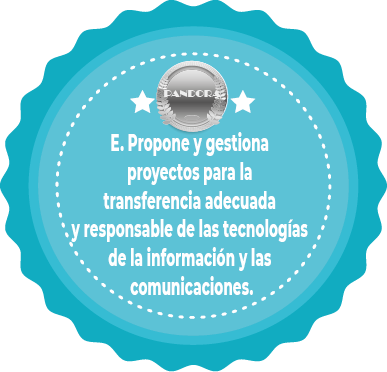 PANDORA
E. Propone y gestiona
proyectos para la
transferencia adecuada
y responsable de las tecnologías
de la información y las
comunicaciones.